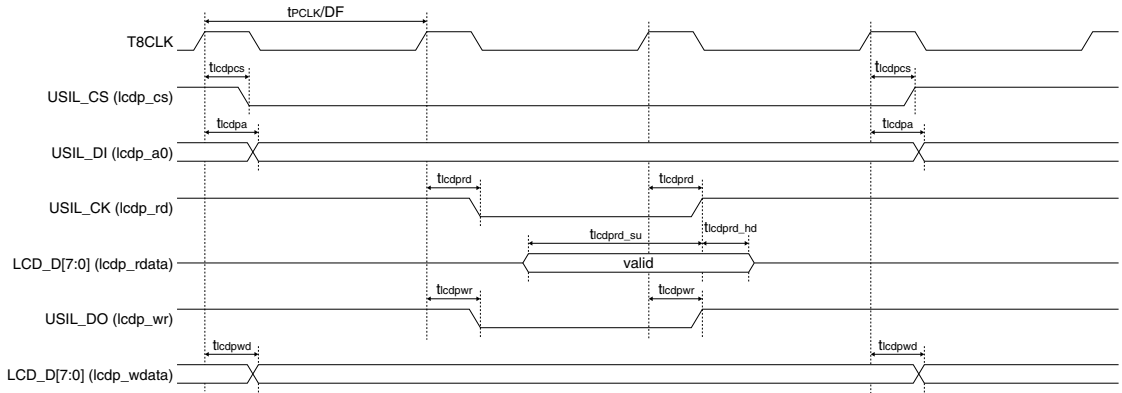 tPCLK/DF
T8CLK
tlcdpcs tlcdpcs
USIL_CS (lcdp_cs)
tlcdpa tlcdpa
USIL_DI (lcdp_a0)
tlcdprd tlcdprd
USIL_CK (lcdp_rd)
tlcdprd_su tlcdprd_hd
LCD_D[7:0] (lcdp_rdata) valid
tlcdpwr tlcdpwr
USIL_DO (lcdp_wr)
tlcdpwd tlcdpwd
LCD_D[7:0] (lcdp_wdata)